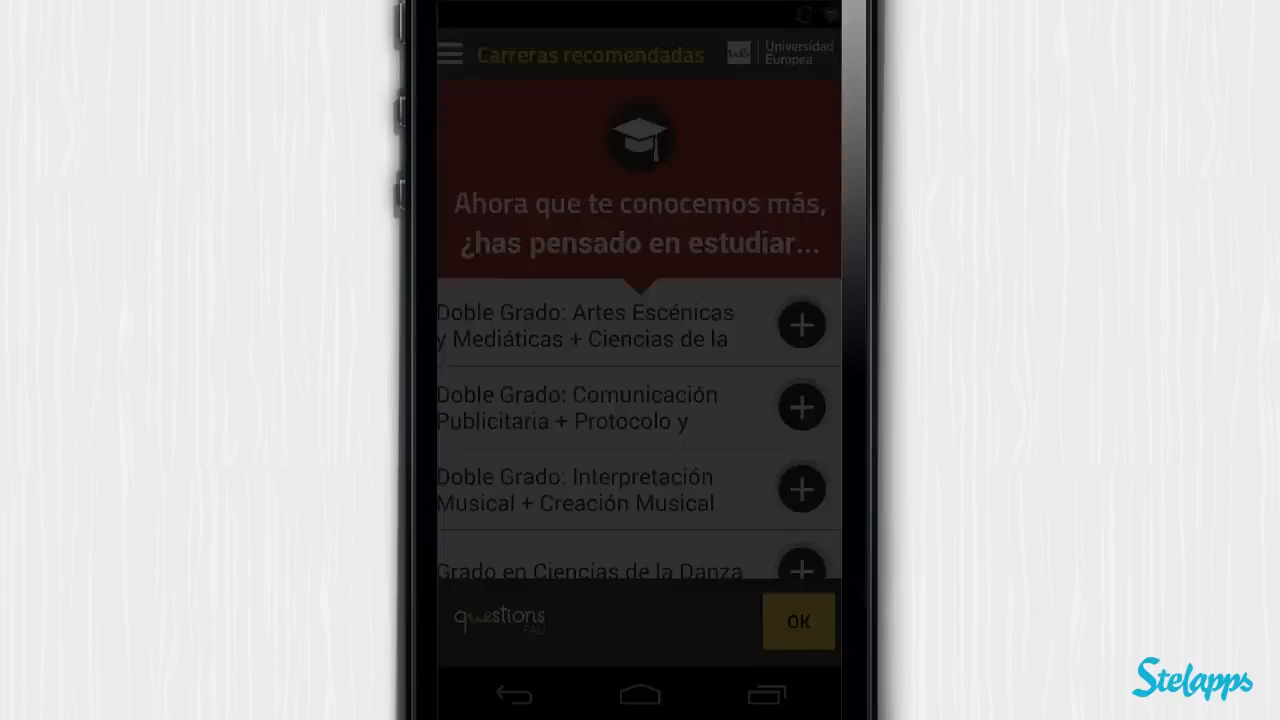 Carreras recomendadas
Universidad
Europea
Ahora que te conocemos más,
¿has pensado en estudiar...
Doble Grado: Artes Escénicas
y Mediáticas + Ciencias de la
Doble Grado: Comunicación
Publicitaria + Protocolo y
Doble Grado: Interpretación
Musical + Creación Musical
Grado en Ciencias de la Danza
questions
OK
Stelapps